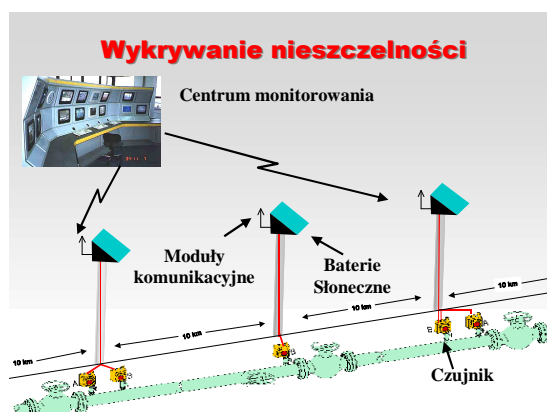 Wykrywanie nieszczelności
Centrum monitorowania
Moduły
komunikacyjne
Baterie
Słoneczne
10 km
10 km
10 km
10 km
A
B
A
Czujnik